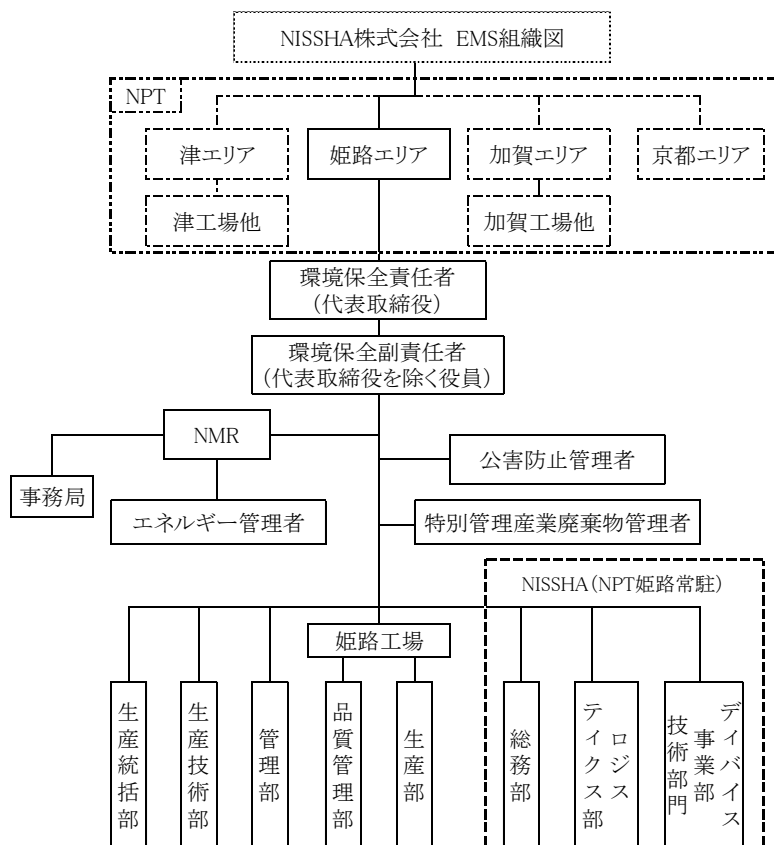 NISSHA株式会社 EMS組織図
NPT
津エリア
姫路エリア
加賀エリア
京都エリア
津工場他
加賀工場他
環境保全責任者
（代表取締役）
環境保全副責任者
（代表取締役を除く役員）
NMR
公害防止管理者
事務局
エネルギー管理者
特別管理産業廃棄物管理者
NISSHA（NPT姫路常駐）
姫路工場
生産統括部
生産技術部
管理部
品質管理部
生産部
総務部
ロジス
ティクス部
ディバイス
事業部
技術部門